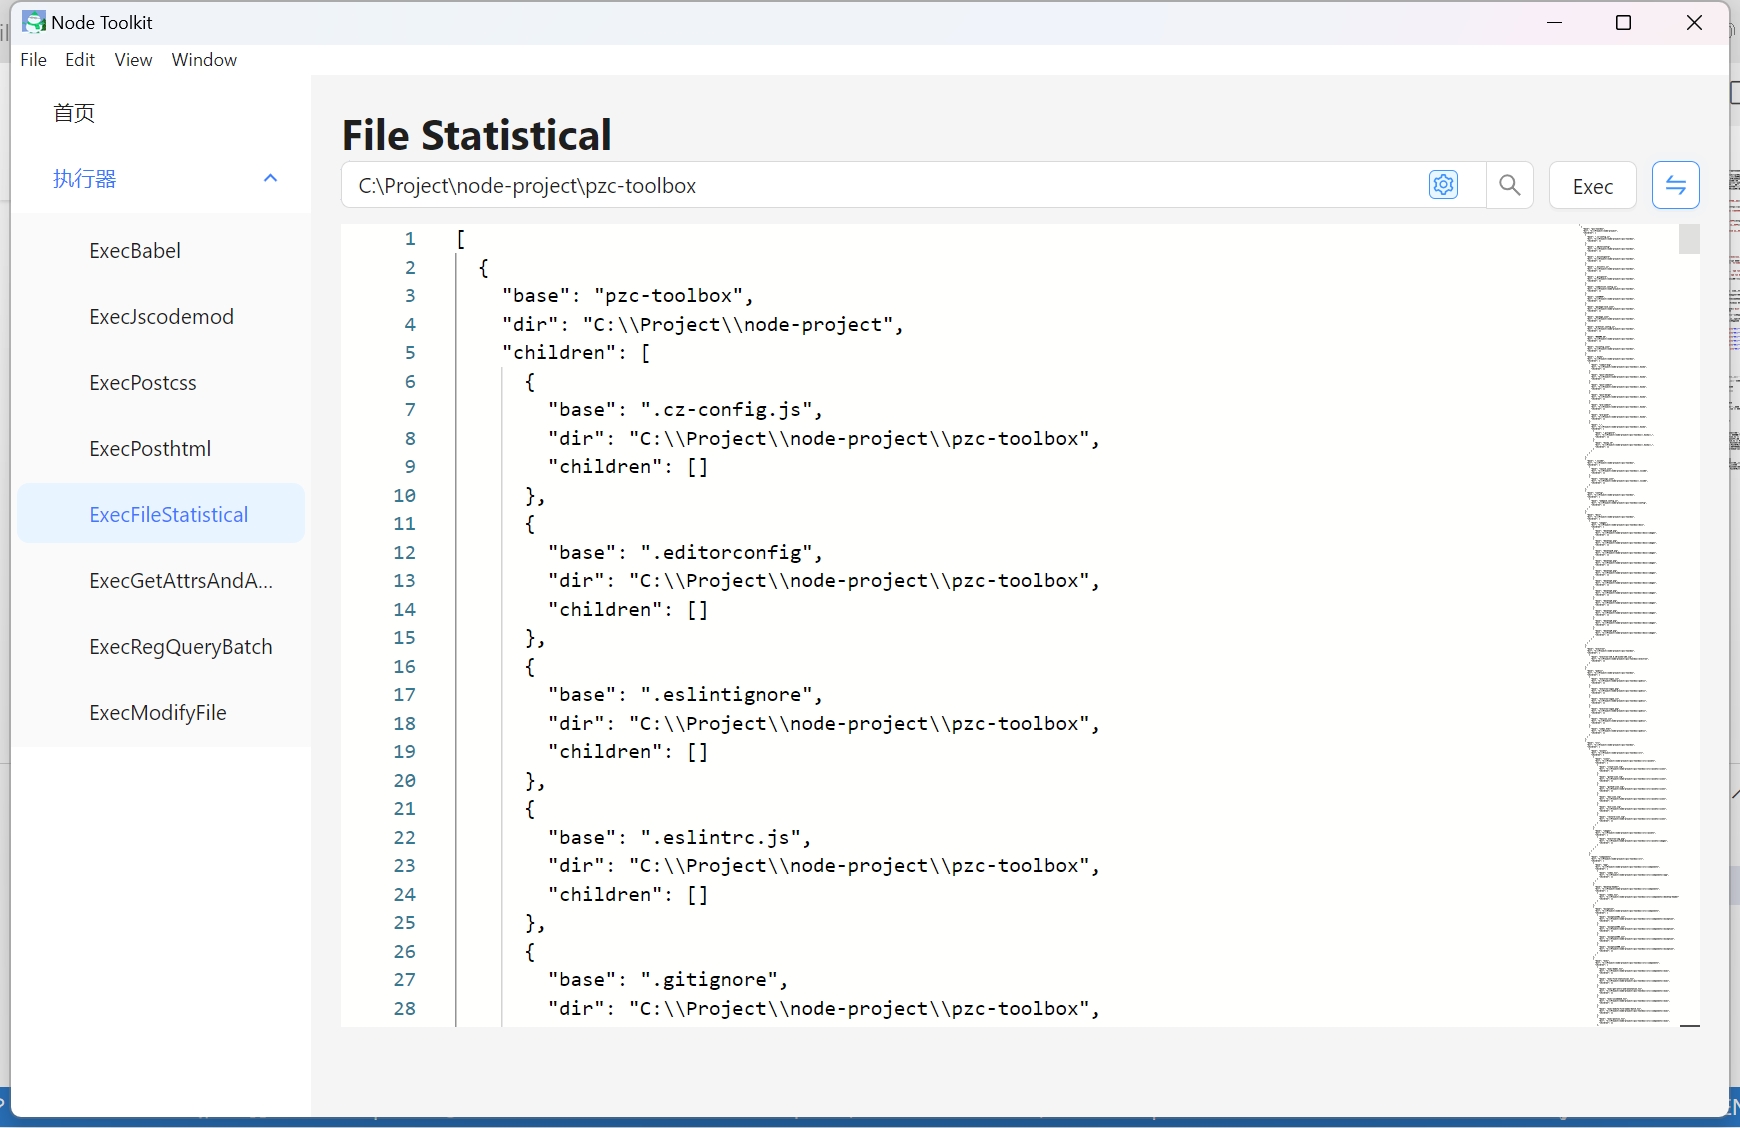 Node Toolkit
File Edit View Window
首页
执行器
ExecBabel
ExecJscodemod
ExecPostcss
ExecPosthtml
ExecFileStatistical
ExecGetAttrsAndA...
ExecRegQueryBatch
ExecModifyFile
File Statistical
C:\Project\node-project\pzc-toolbox
Exec
1 [
2 {
3 "base": "pzc-toolbox",
4 "dir": "C:\\Project\\node-project",
5 "children": [
6 {
7 "base": ".cz-config.js",
8 "dir": "C:\\Project\\node-project\\pzc-toolbox",
9 "children": []
10 },
11 {
12 "base": ".editorconfig",
13 "dir": "C:\\Project\\node-project\\pzc-toolbox",
14 "children": []
15 },
16 {
17 "base": ".eslintignore",
18 "dir": "C:\\Project\\node-project\\pzc-toolbox",
19 "children": []
20 },
21 {
22 "base": ".eslintrc.js",
23 "dir": "C:\\Project\\node-project\\pzc-toolbox",
24 "children": []
25 },
26 {
27 "base": ".gitignore",
28 "dir": "C:\\Project\\node-project\\pzc-toolbox",